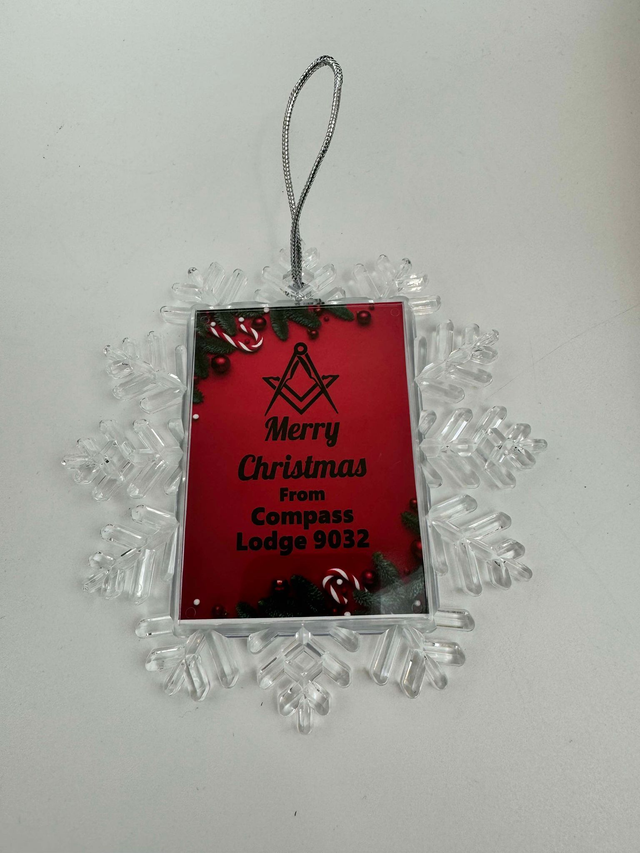 Merry
Christmas
From
Compass
Lodge 9032